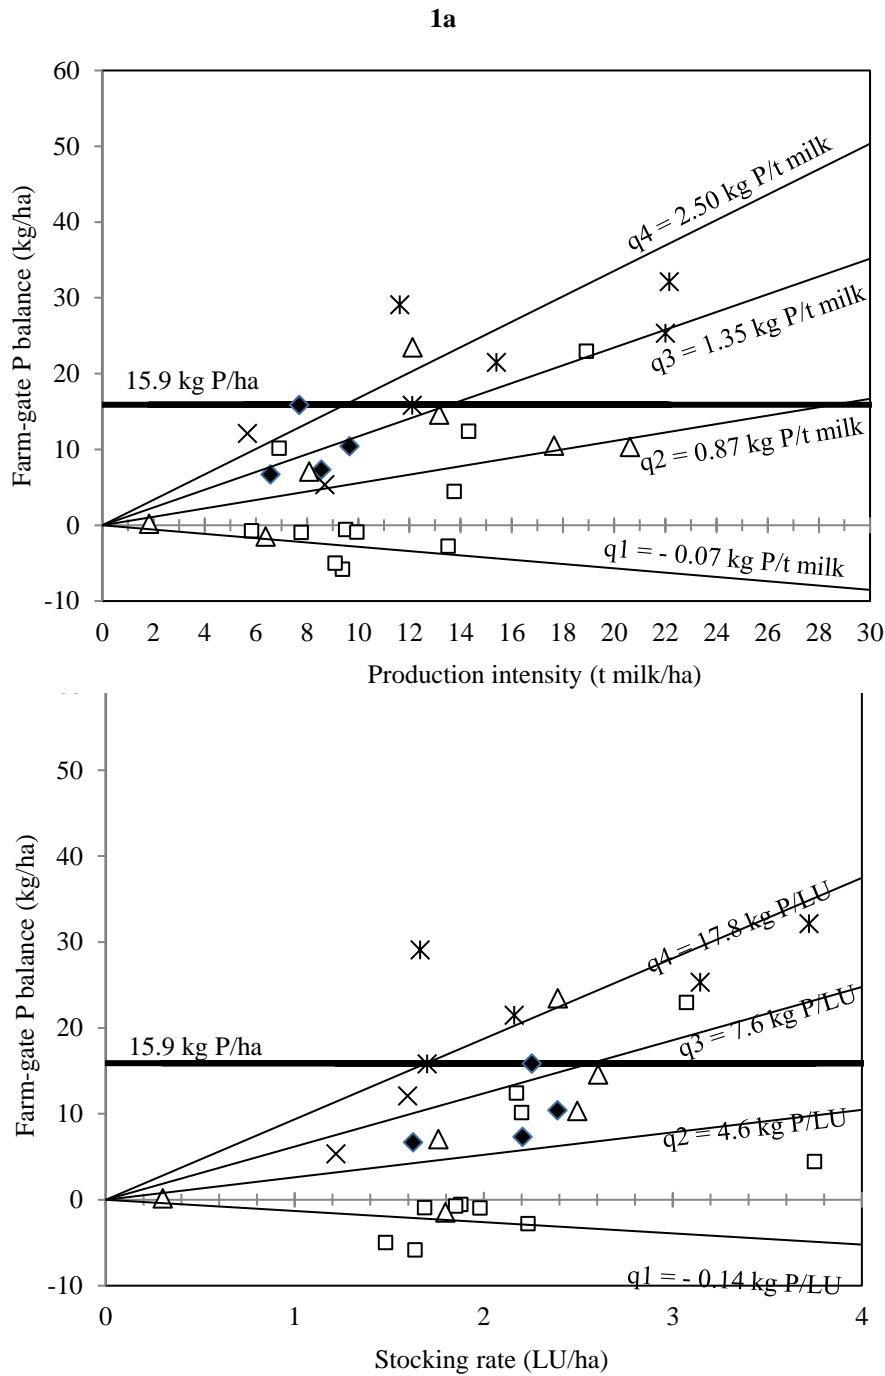 1a
60
50
40
30
20
10
0
-10
Farm-gate P balance (kg/ha)
q4 = 2.50 kg P/t milk
q3 = 1.35 kg P/t milk
15.9 kg P/ha
q2 = 0.87 kg P/t milk
q1 = - 0.07 kg P/t milk
0 2 4 6 8 10 12 14 16 18 20 22 24 26 28 30
Production intensity (t milk/ha)
50
40
30
20
10
0
-10
Farm-gate P balance (kg/ha)
q4 = 17.8 kg P/LU
q3 = 7.6 kg P/LU
15.9 kg P/ha
q2 = 4.6 kg P/LU
q1 = - 0.14 kg P/LU
0 1 2 3 4
Stocking rate (LU/ha)